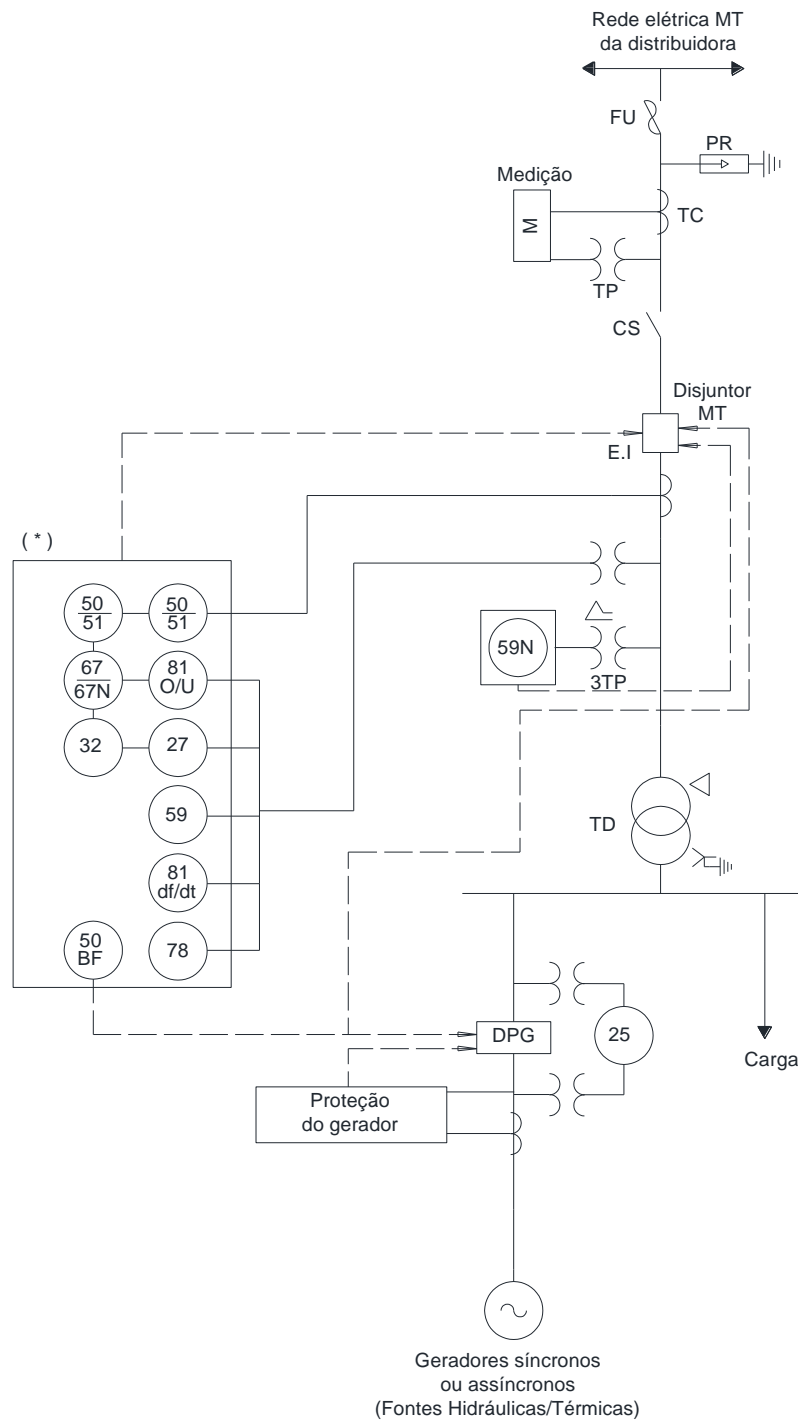 Rede elétrica MT
da distribuidora
FU
PR
Medição
M
TC
TP
CS
Disjuntor
MT
E.I
( * )
50
51
50
51
67
67N
81
O/U
59N
3TP
32
27
59
TD
81
df/dt
50
BF
78
DPG
25
Carga
Proteção
do gerador
Geradores síncronos
ou assíncronos
(Fontes Hidráulicas/Térmicas)